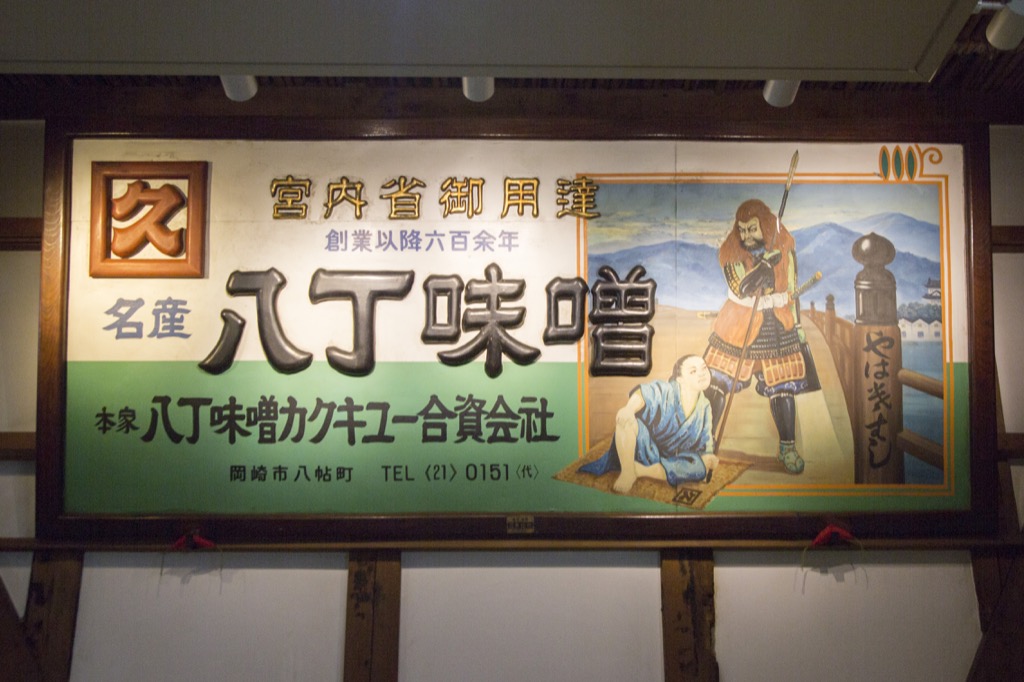 久
宮内省御用達
創業以降六百余年
名産
八丁味噌
本家 八丁味噌カクキユー合資会社
岡崎市八帖町 TEL〈21〉0151〈代〉
やはぎはし